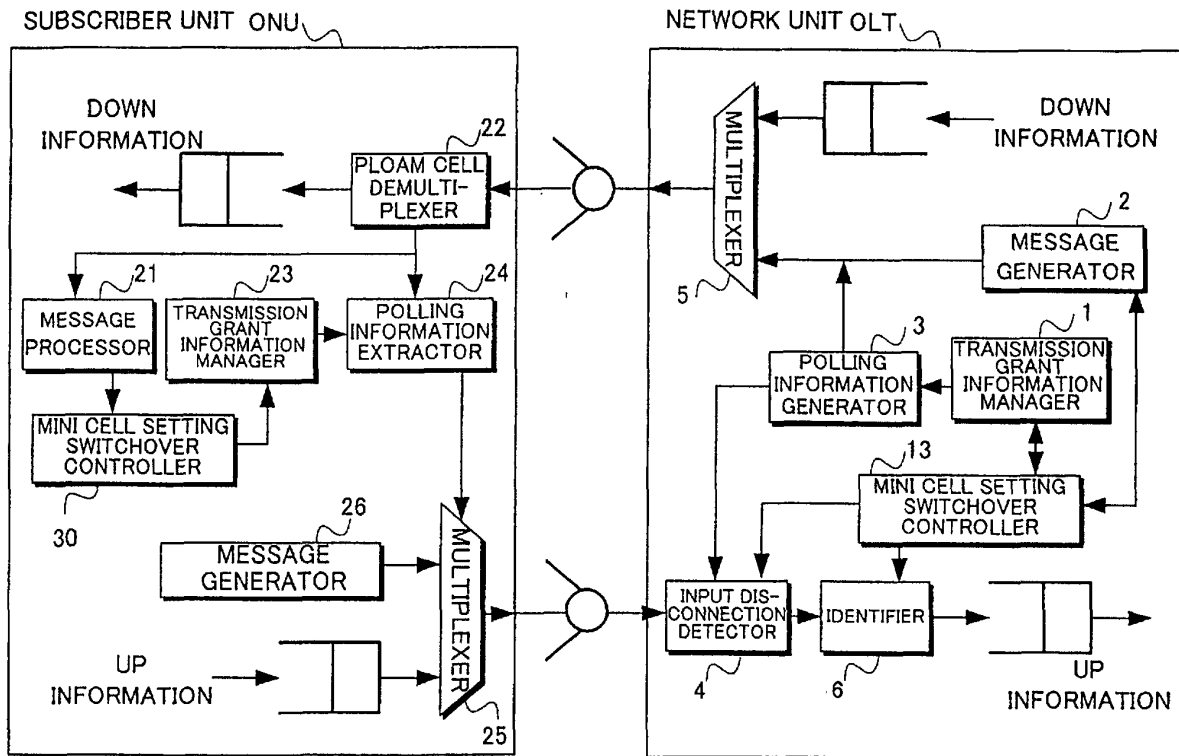 SUBSCRIBER UNIT ONU
NETWORK UNIT OLT
DOWN
INFORMATION
22
PLOAM CELL
DEMULTI-
PLEXER
MULTIPLEXER
5
DOWN
INFORMATION
2
MESSAGE
GENERATOR
21
MESSAGE
PROCESSOR
23
TRANSMISSION
GRANT
INFORMATION
MANAGER
24
POLLING
INFORMATION
EXTRACTOR
3
POLLING
INFORMATION
GENERATOR
1
TRANSMISSION
GRANT
INFORMATION
MANAGER
MINI CELL SETTING
SWITCHOVER
CONTROLLER
30
13
MINI CELL SETTING
SWITCHOVER
CONTROLLER
26
MESSAGE
GENERATOR
MULTIPLEXER
25
INPUT DIS-
CONNECTION
DETECTOR
4
IDENTIFIER
6
UP
INFORMATION
UP
INFORMATION